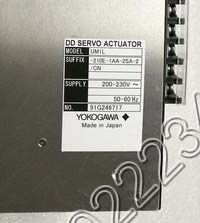 DD SERVO ACTUATOR
MODEL UM1L
SUFFIX -210E-1AA-2SA-2
/CN
SUPPLY 200-230V ~
50-60 Hz
NO. 91G246717
YOKOGAWA
Made in Japan